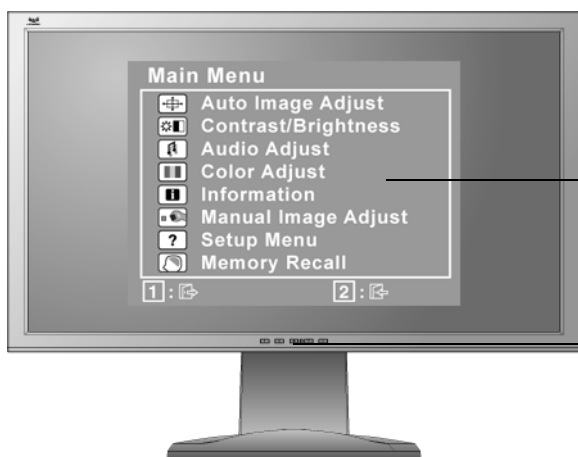 Main Menu
Auto Image Adjust
Contrast/Brightness
Audio Adjust
Color Adjust
Information
Manual Image Adjust
? Setup Menu
Memory Recall
1 : 2 :